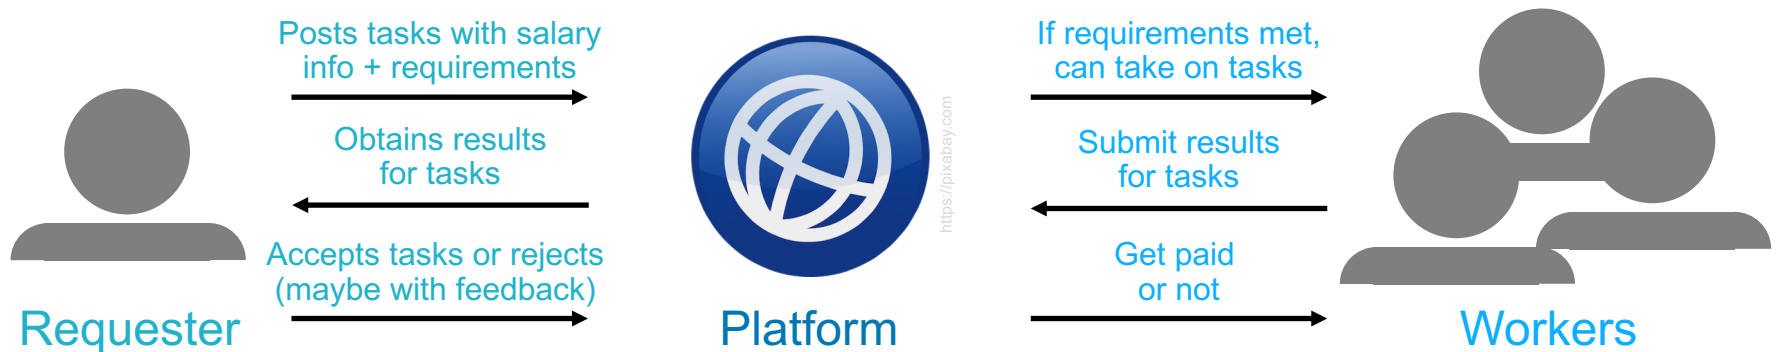 Posts tasks with salary
info + requirements
Obtains results
for tasks
Accepts tasks or rejects
(maybe with feedback)
Requester
https://pixabay.com
Platform
If requirements met,
can take on tasks
Submit results
for tasks
Get paid
or not
Workers